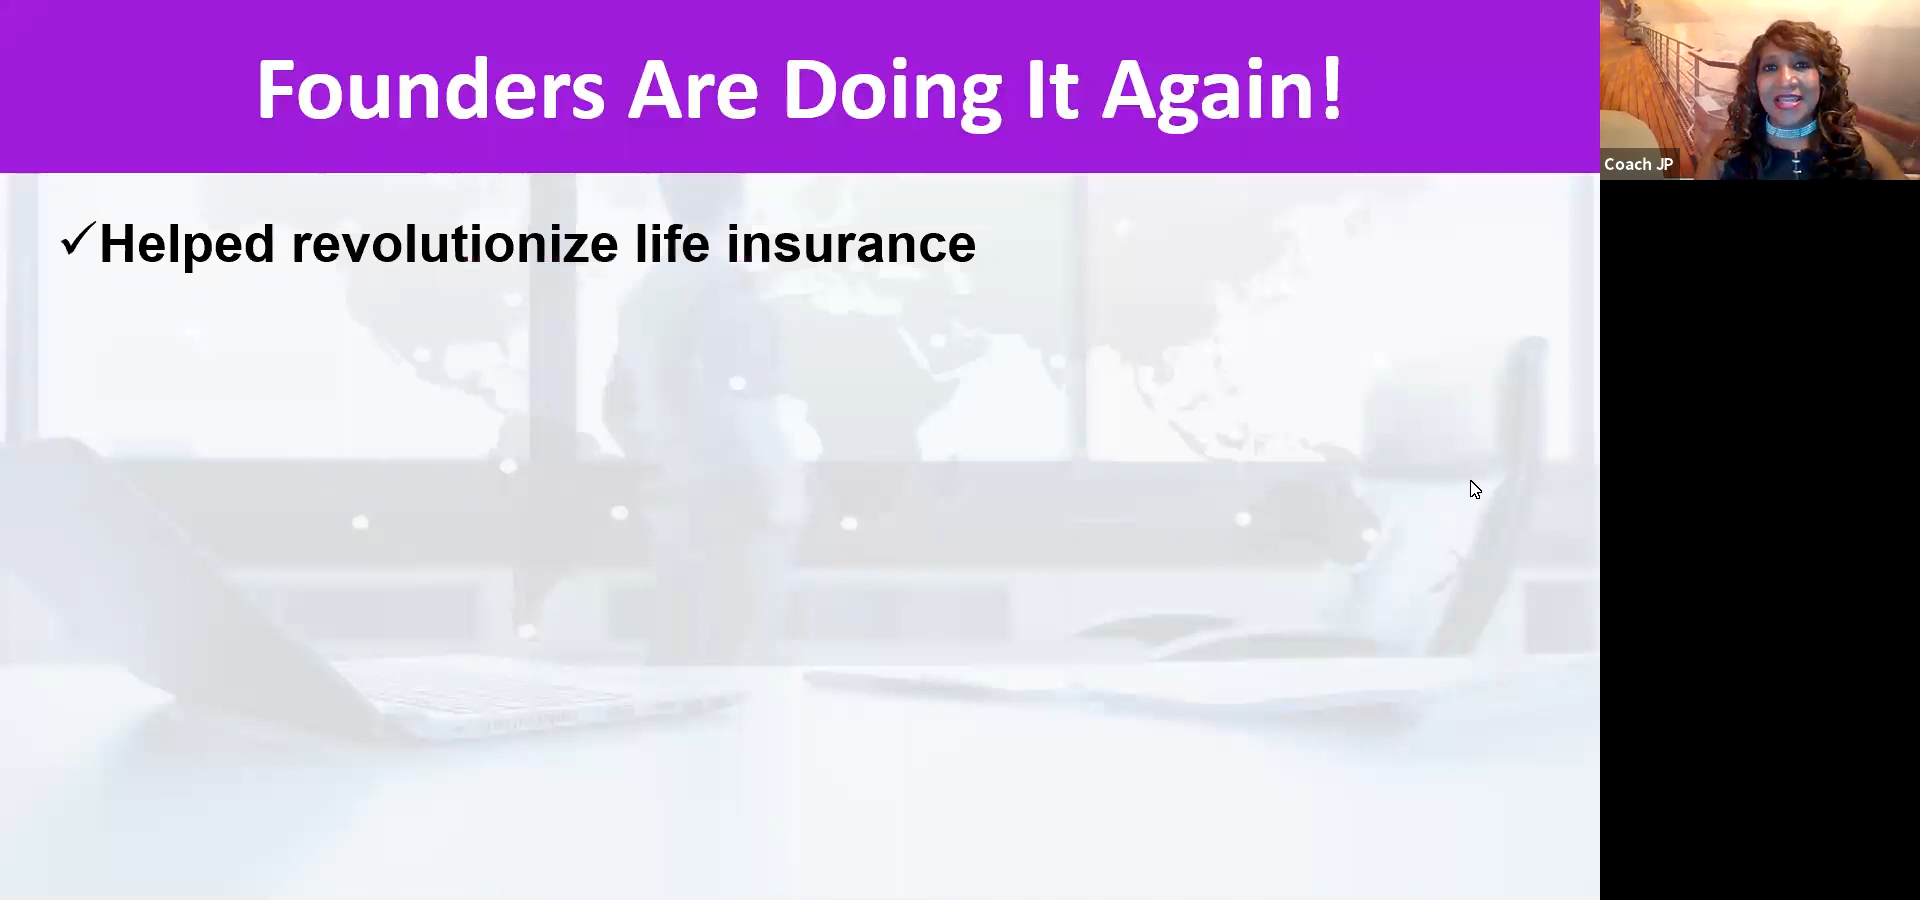 Founders Are Doing It Again!
✓Helped revolutionize life insurance
Coach JP